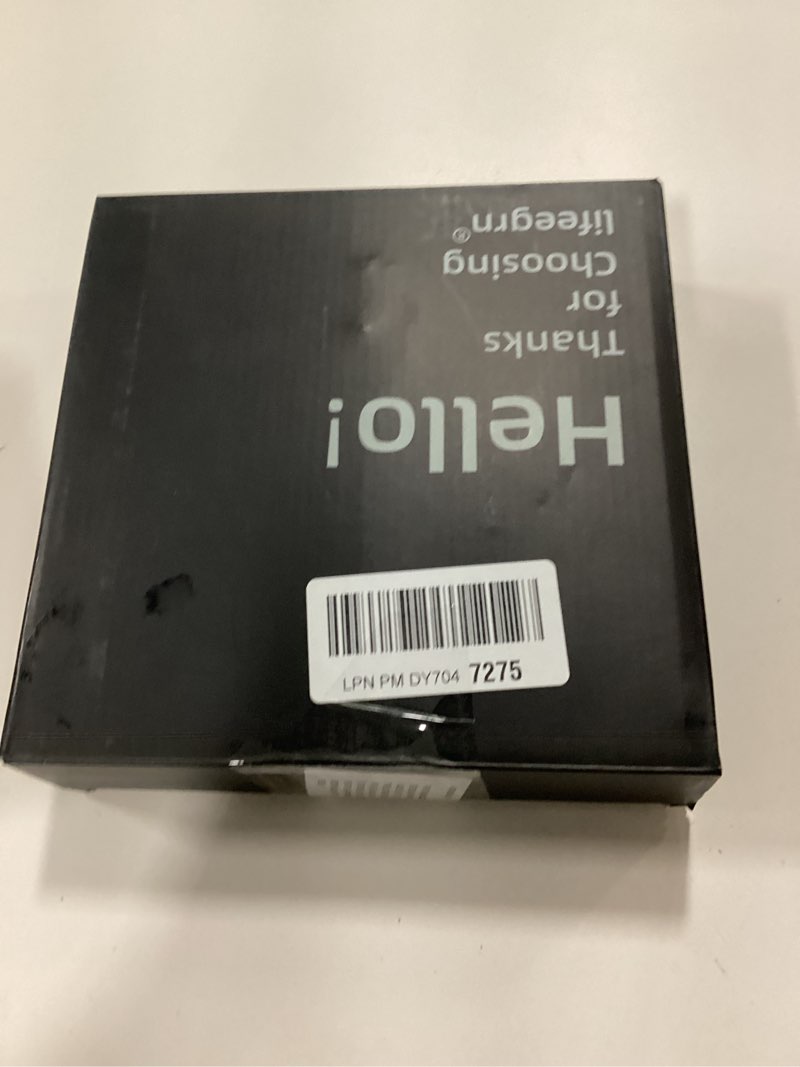 Hello!
Thanks
for
Choosing
lifeegrn®
LPN PM DY704 7275